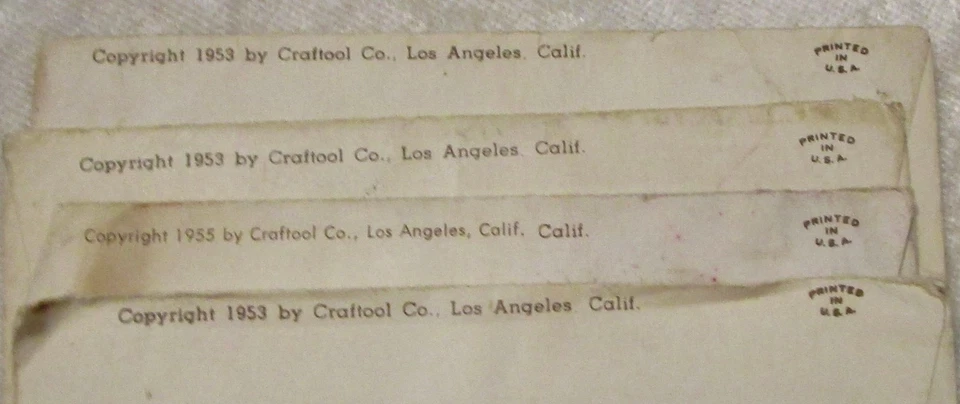 Copyright 1953 by Craftool Co., Los Angeles, Calif.
PRINTED
IN
U.S.A.
Copyright 1953 by Craftool Co., Los Angeles, Calif.
PRINTED
IN
U.S.A.
Copyright 1955 by Craftool Co., Los Angeles, Calif. Calif.
PRINTED
IN
U.S.A.
Copyright 1953 by Craftool Co., Los Angeles Calif.
PRINTED
IN
U.S.A.